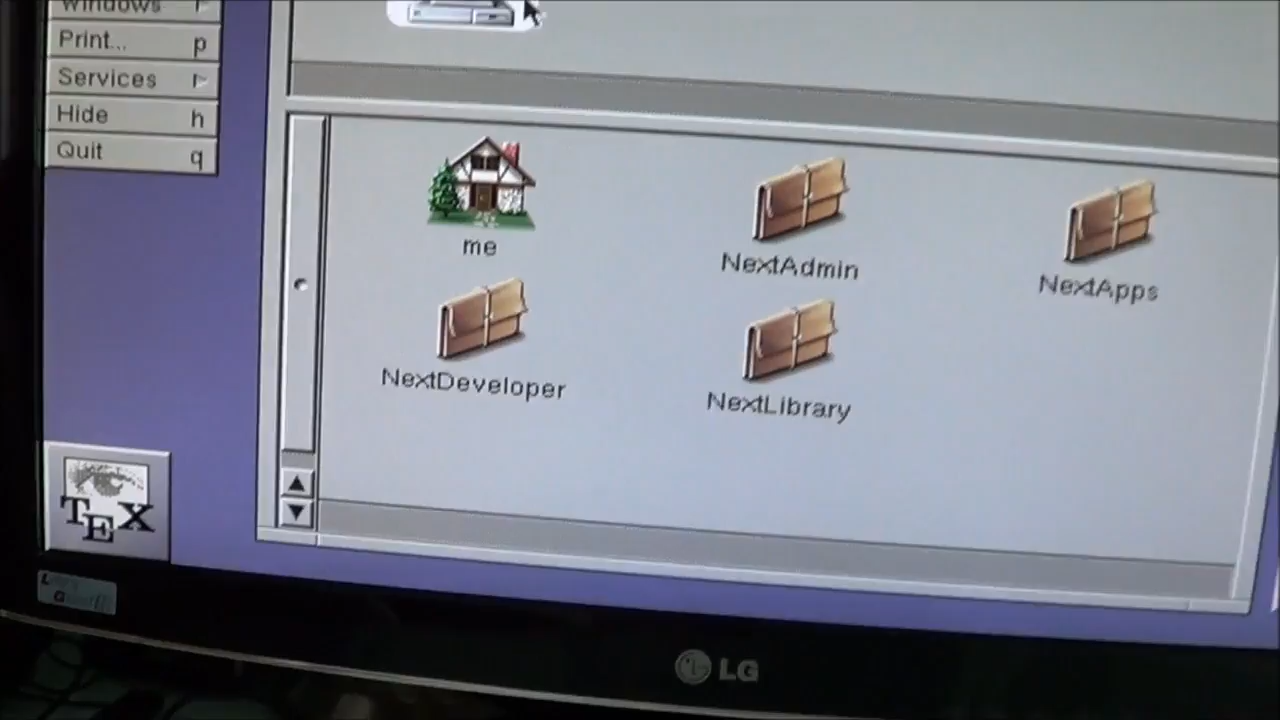 Windows
Print... p
Services
Hide h
Quit q
me
NextAdmin
NextApps
NextDeveloper
NextLibrary
TEX
LG